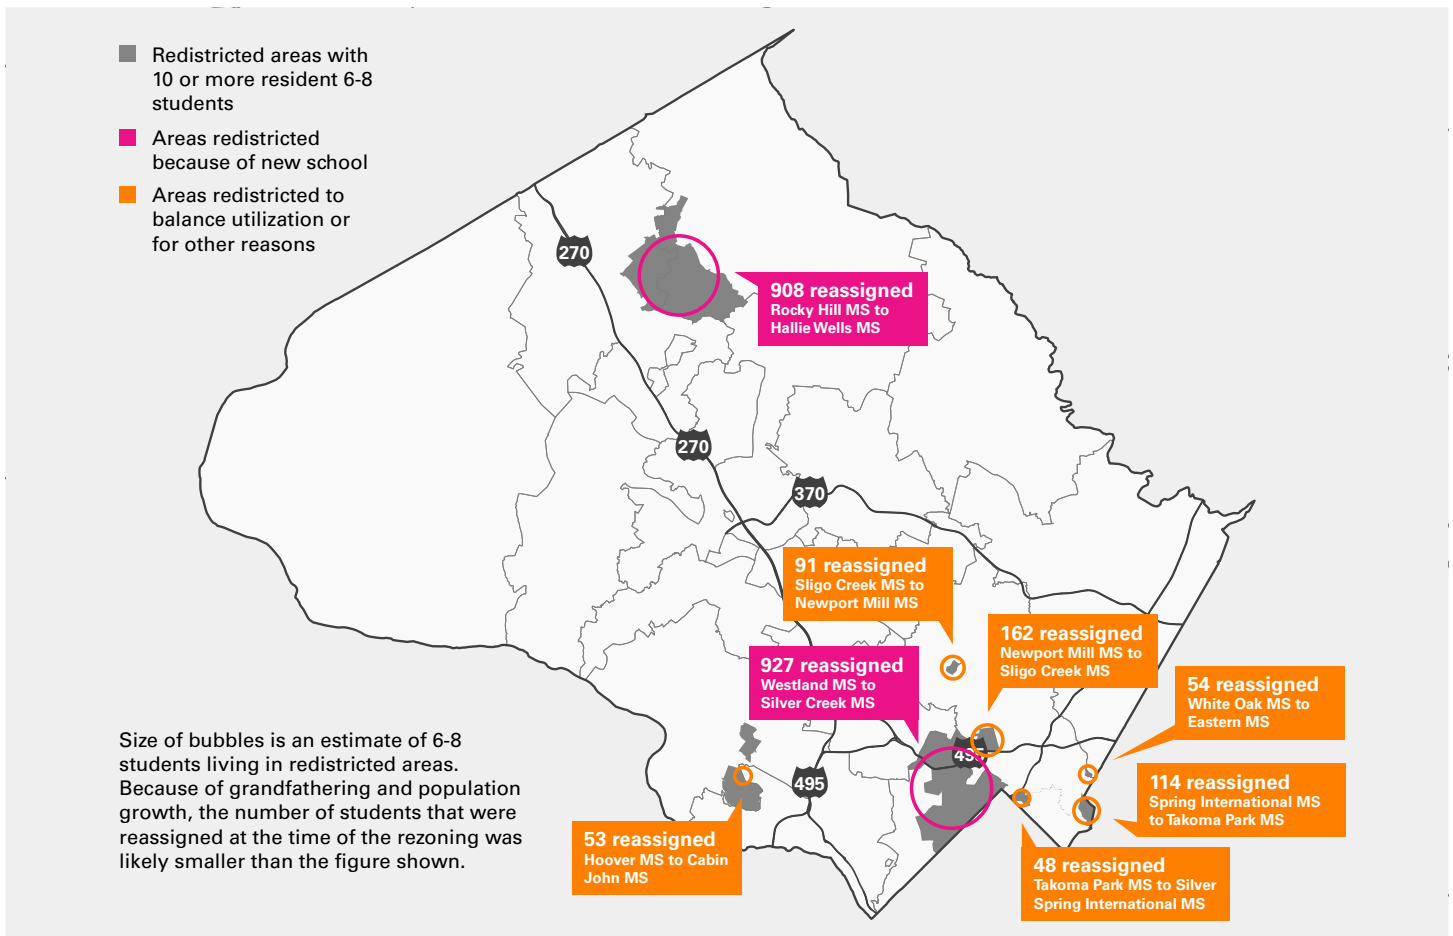 Redistricted areas with
10 or more resident 6-8
students
Areas redistricted
because of new school
Areas redistricted to
balance utilization or
for other reasons
270
908 reassigned
Rocky Hill MS to
Hallie Wells MS
270
370
91 reassigned
Sligo Creek MS to
Newport Mill MS
162 reassigned
Newport Mill MS to
Sligo Creek MS
927 reassigned
Westland MS to
Silver Creek MS
54 reassigned
White Oak MS to
Eastern MS
495
495
114 reassigned
Spring International MS
to Takoma Park MS
53 reassigned
Hoover MS to Cabin
John MS
48 reassigned
Takoma Park MS to Silver
Spring International MS
Size of bubbles is an estimate of 6-8
students living in redistricted areas.
Because of grandfathering and population
growth, the number of students that were
reassigned at the time of the rezoning was
likely smaller than the figure shown.